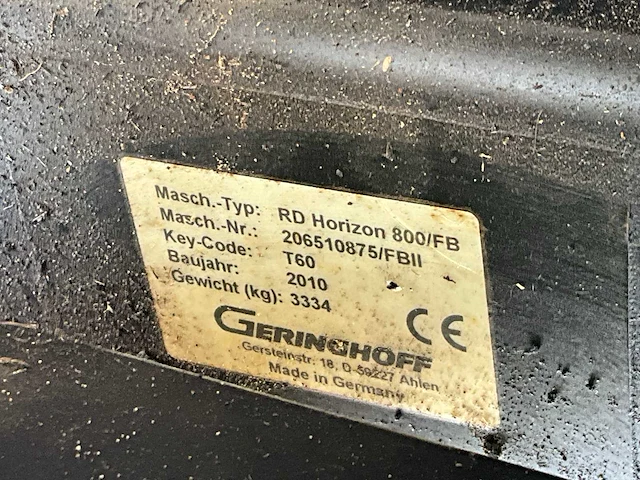 Masch.-Typ: RD Horizon 800/FB
Masch.-Nr.: 206510875/FBII
Key-Code: T60
Baujahr: 2010
Gewicht (kg): 3334
CE
GERINGHOFF
Gersteinstr. 18, D-59227 Ahlen
Made in Germany